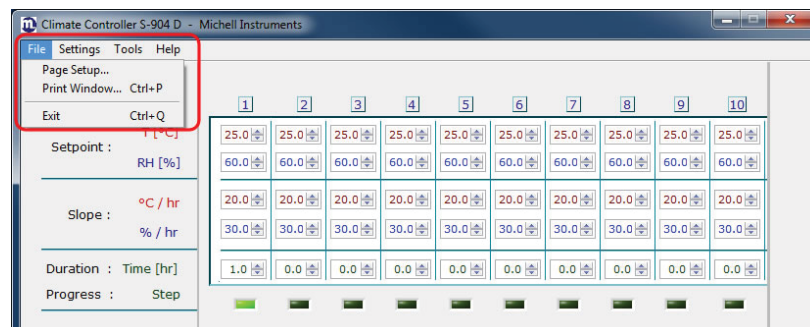 Climate Controller S-904 D - Michell Instruments
File Settings Tools Help
Page Setup...
Print Window... Ctrl+P
Exit Ctrl+Q
1 2 3 4 5 6 7 8 9 10
Setpoint : T [°C] 25.0 25.0 25.0 25.0 25.0 25.0 25.0 25.0 25.0 25.0
RH [%] 60.0 60.0 60.0 60.0 60.0 60.0 60.0 60.0 60.0 60.0
Slope : °C / hr 20.0 20.0 20.0 20.0 20.0 20.0 20.0 20.0 20.0 20.0
% / hr 30.0 30.0 30.0 30.0 30.0 30.0 30.0 30.0 30.0 30.0
Duration : Time [hr] 1.0 0.0 0.0 0.0 0.0 0.0 0.0 0.0 0.0 0.0
Progress : Step